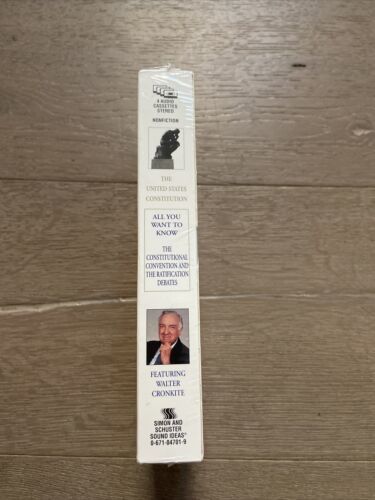 4 AUDIO
CASSETTES
STEREO
NONFICTION
THE
UNITED STATES
CONSTITUTION
ALL YOU
WANT TO
KNOW
THE
CONSTITUTIONAL
CONVENTION AND
THE RATIFICATION
DEBATES
FEATURING
WALTER
CRONKITE
SIMON AND
SCHUSTER
SOUND IDEAS®
0-671-04701-9